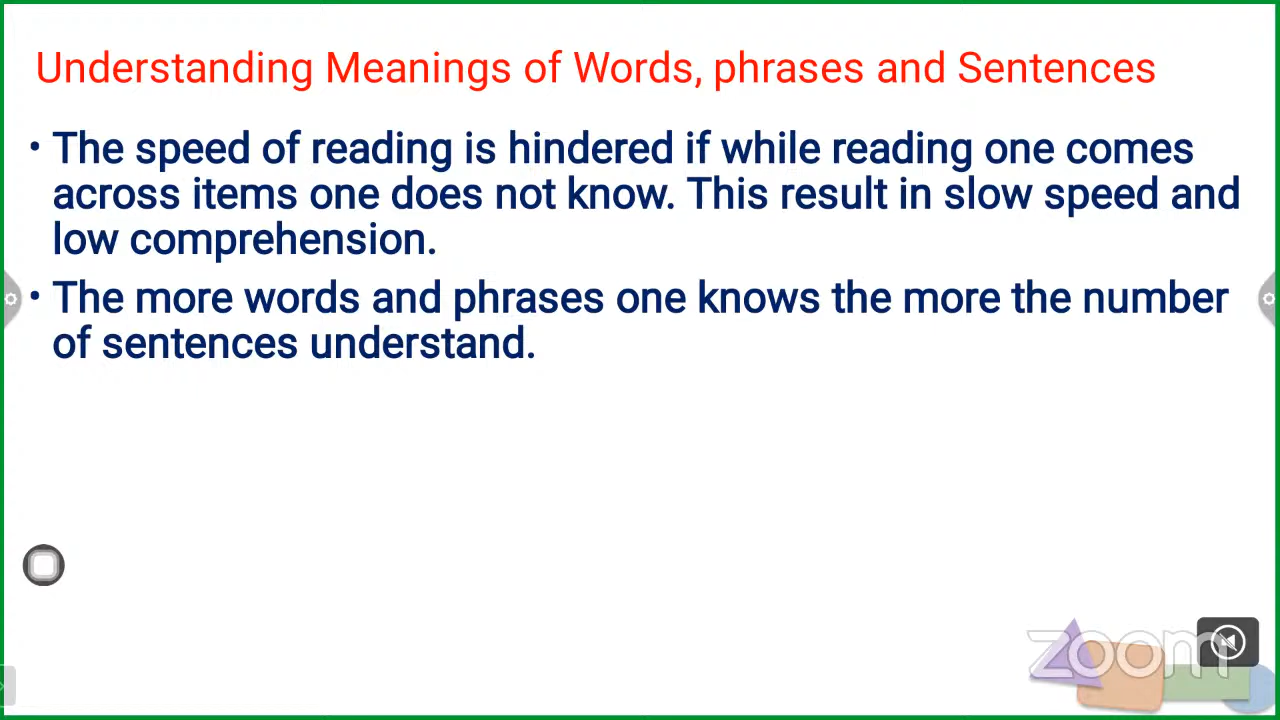 Understanding Meanings of Words, phrases and Sentences
• The speed of reading is hindered if while reading one comes
across items one does not know. This result in slow speed and
low comprehension.
• The more words and phrases one knows the more the number
of sentences understand.
zoom